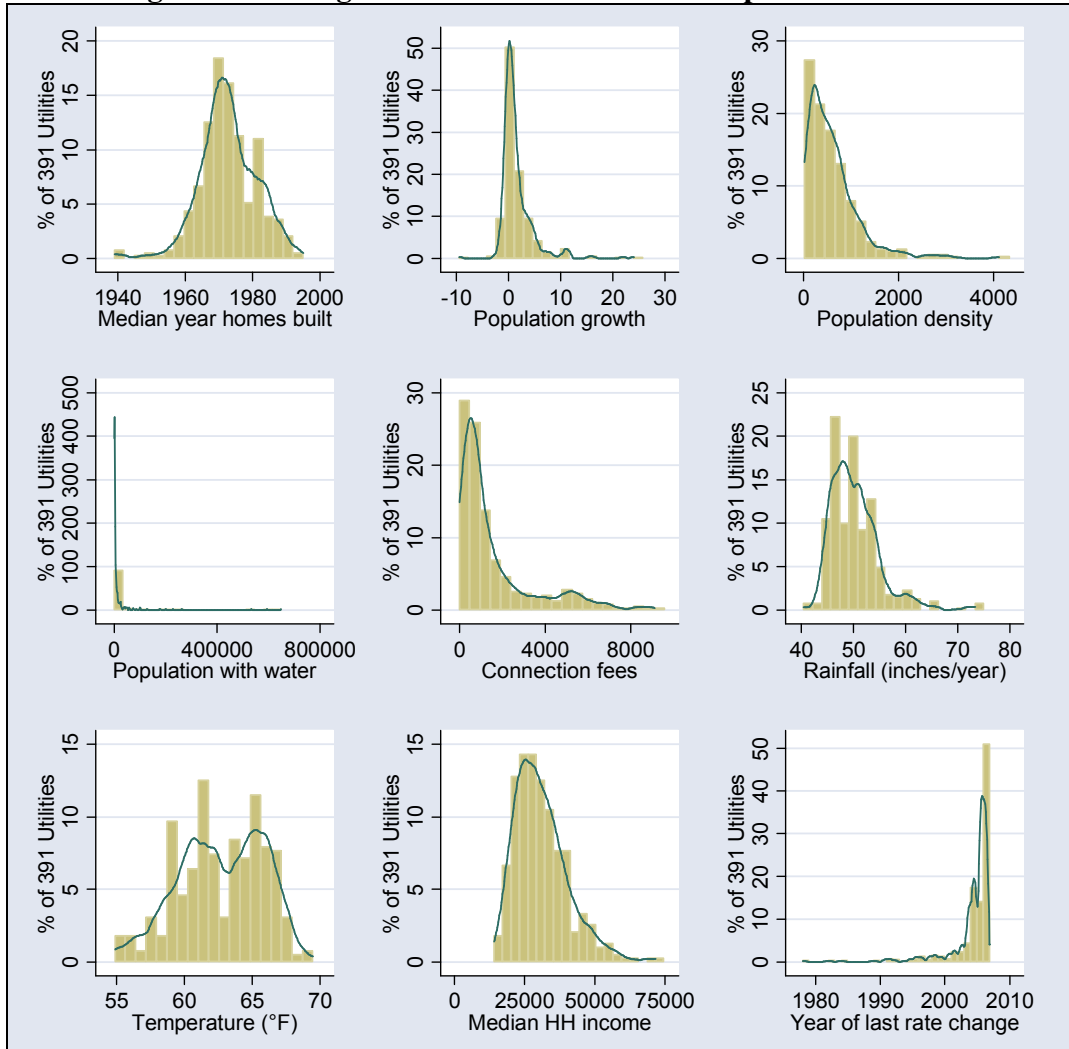 % of 391 Utilities
20
15
10
5
0
1940 1960 1980 2000
Median year homes built
% of 391 Utilities
50
40
30
20
10
0
-10 0 10 20 30
Population growth
% of 391 Utilities
30
20
10
0
0 2000 4000
Population density
% of 391 Utilities
500
400
300
200
100
0
0 400000 800000
Population with water
% of 391 Utilities
30
20
10
0
0 4000 8000
Connection fees
% of 391 Utilities
25
20
15
10
5
0
40 50 60 70 80
Rainfall (inches/year)
% of 391 Utilities
15
10
5
0
55 60 65 70
Temperature (°F)
% of 391 Utilities
15
10
5
0
0 25000 50000 75000
Median HH income
% of 391 Utilities
50
40
30
20
10
0
1980 1990 2000 2010
Year of last rate change